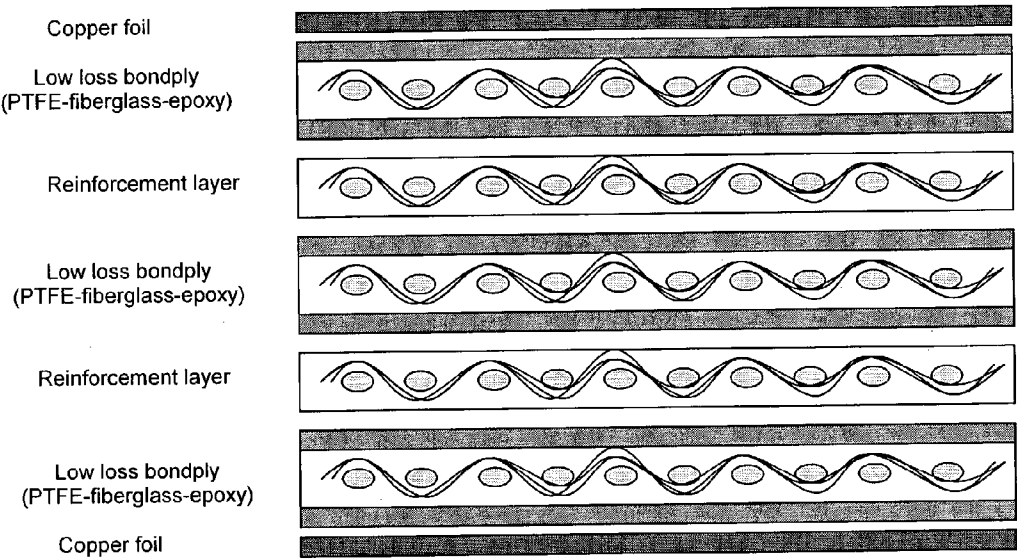 Copper foil
Low loss bondply
(PTFE-fiberglass-epoxy)
Reinforcement layer
Low loss bondply
(PTFE-fiberglass-epoxy)
Reinforcement layer
Low loss bondply
(PTFE-fiberglass-epoxy)
Copper foil